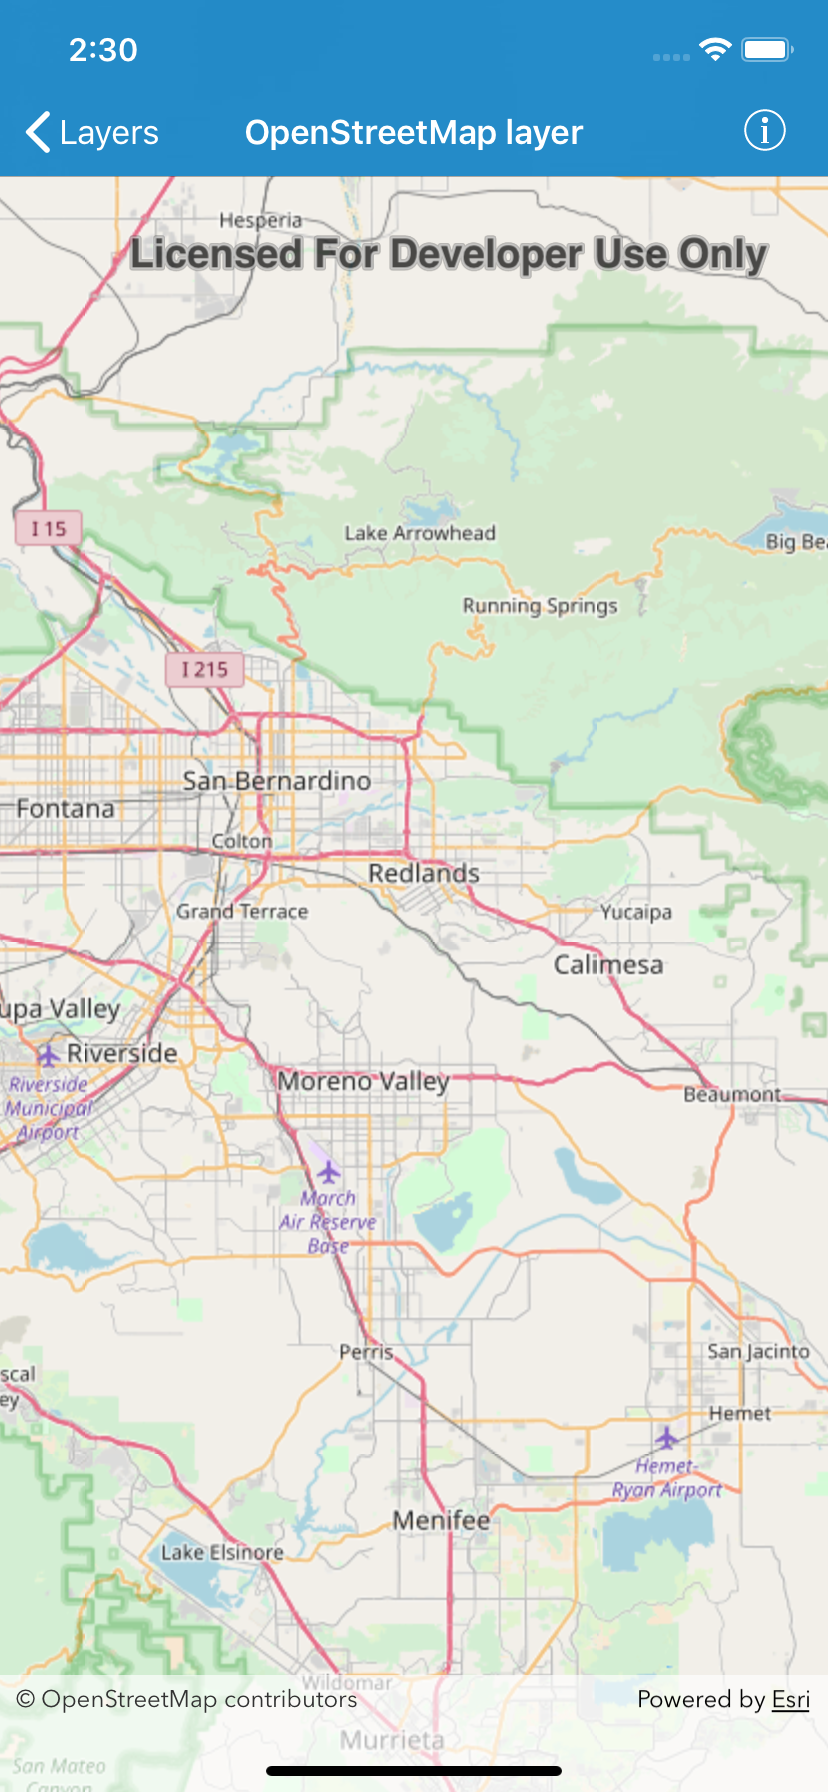 2:30
Layers
OpenStreetMap layer
Hesperia
Licensed For Developer Use Only
I 15
Lake Arrowhead
Big Bea
Running Springs
I 215
San Bernardino
Fontana
Colton
Redlands
Grand Terrace
Yucaipa
Calimesa
upa Valley
Riverside
Riverside
Municipal
Airport
Moreno Valley
Beaumont
March
Air Reserve
Base
Perris
San Jacinto
scal
ey
Hemet
Hemet-
Ryan Airport
Menifee
Lake Elsinore
Wildomar
© OpenStreetMap contributors
Powered by Esri
Murrieta
San Mateo
Canyon